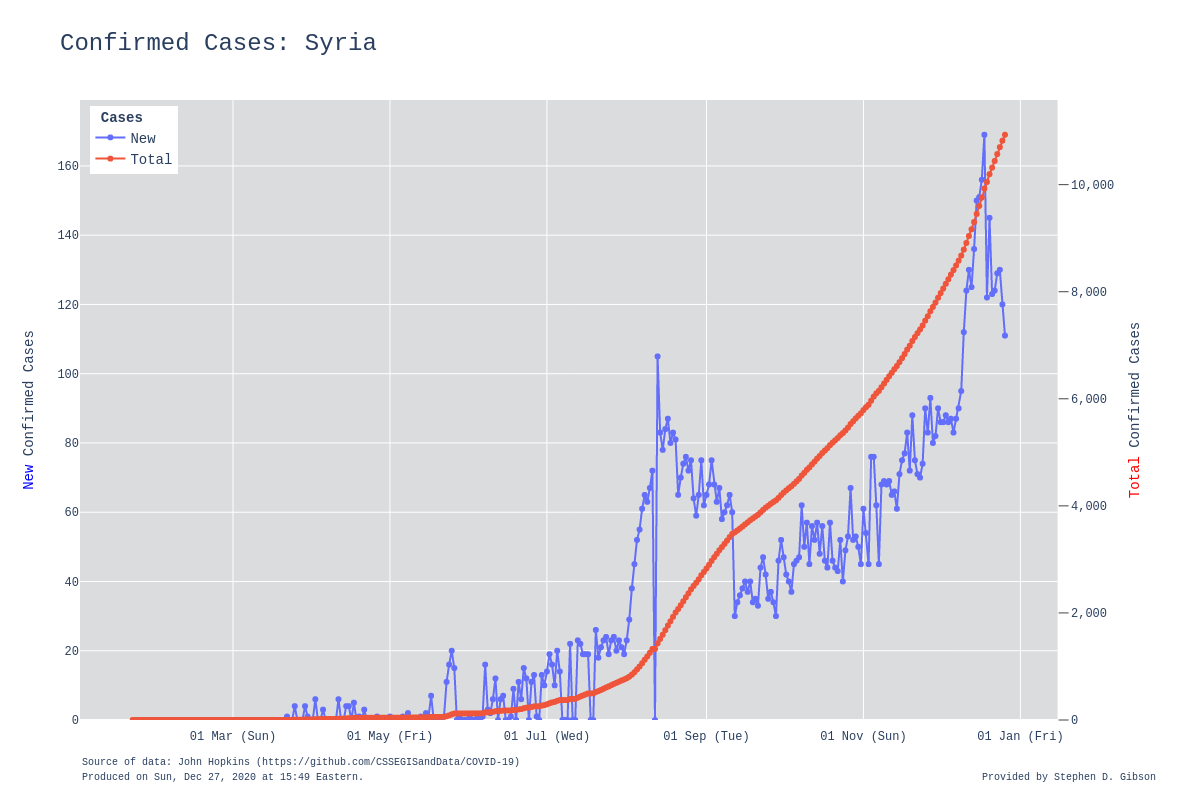 Confirmed Cases: Syria
Cases
New
Total
160
140
120
100
80
60
40
20
0
10,000
8,000
6,000
4,000
2,000
0
New Confirmed Cases
Total Confirmed Cases
01 Mar (Sun)
01 May (Fri)
01 Jul (Wed)
01 Sep (Tue)
01 Nov (Sun)
01 Jan (Fri)
Source of data: John Hopkins (https://github.com/CSSEGISandData/COVID-19)
Produced on Sun, Dec 27, 2020 at 15:49 Eastern.
Provided by Stephen D. Gibson